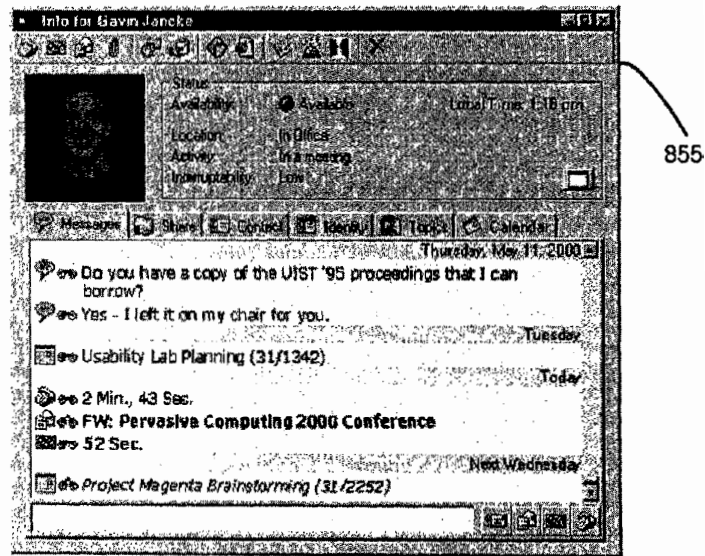 Info for Gavin Jancke
Status
Availability: Available Local Time: 1:18 pm
Location: In Office
Activity: In a meeting
Interruptability: Low
855
Messages Share Contact Identity Topics Calendar
Thursday, May 11, 2000
Do you have a copy of the UIST '95 proceedings that I can
borrow?
Yes - I left it on my chair for you.
Tuesday
Usability Lab Planning (31/1342)
Today
2 Min., 43 Sec.
FW: Pervasive Computing 2000 Conference
52 Sec.
Next Wednesday
Project Magenta Brainstorming (31/2252)